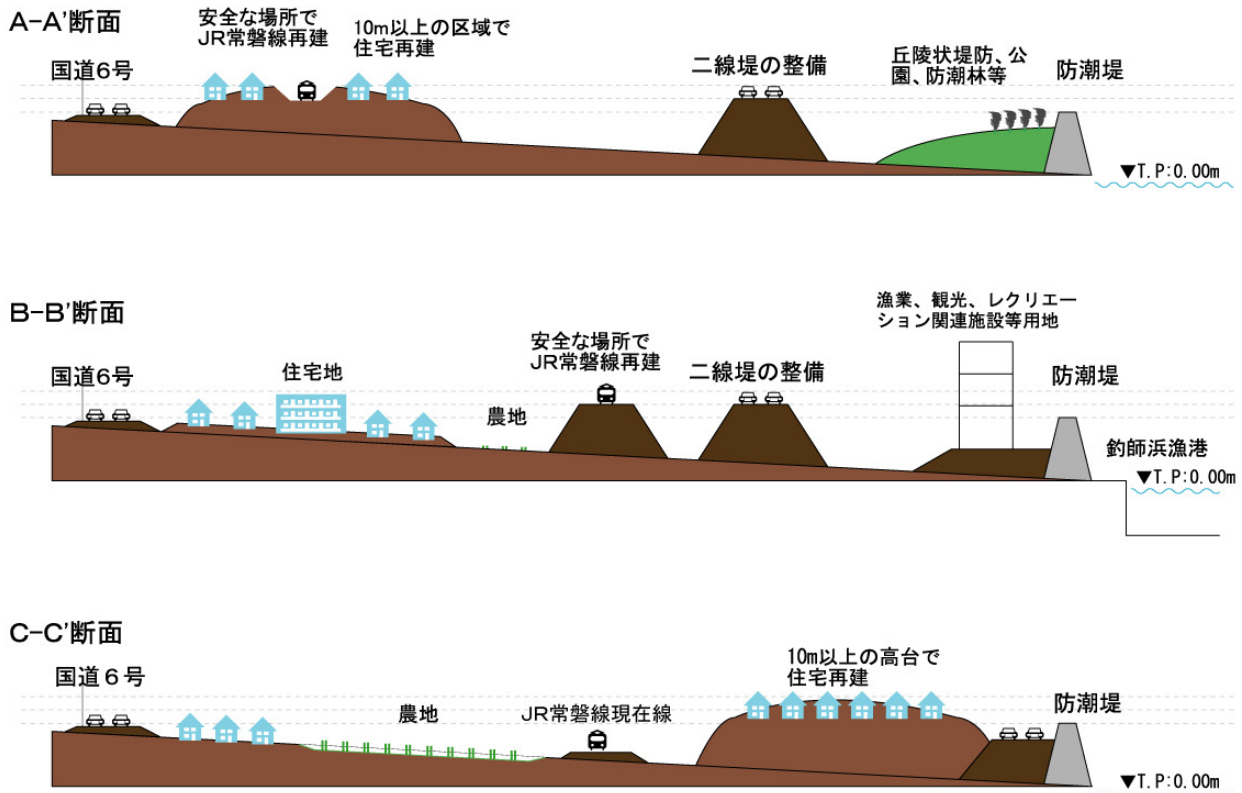 A-A'断面
安全な場所で
JR常磐線再建
10m以上の区域で
住宅再建
国道6号
二線堤の整備
丘陵状堤防、公
園、防潮林等
防潮堤
▼T.P:0.00m
B-B'断面
漁業、観光、レクリエー
ション関連施設等用地
安全な場所で
JR常磐線再建
国道6号
住宅地
農地
二線堤の整備
防潮堤
釣師浜漁港
▼T.P:0.00m
C-C'断面
10m以上の高台で
住宅再建
国道６号
農地
JR常磐線現在線
防潮堤
▼T.P:0.00m